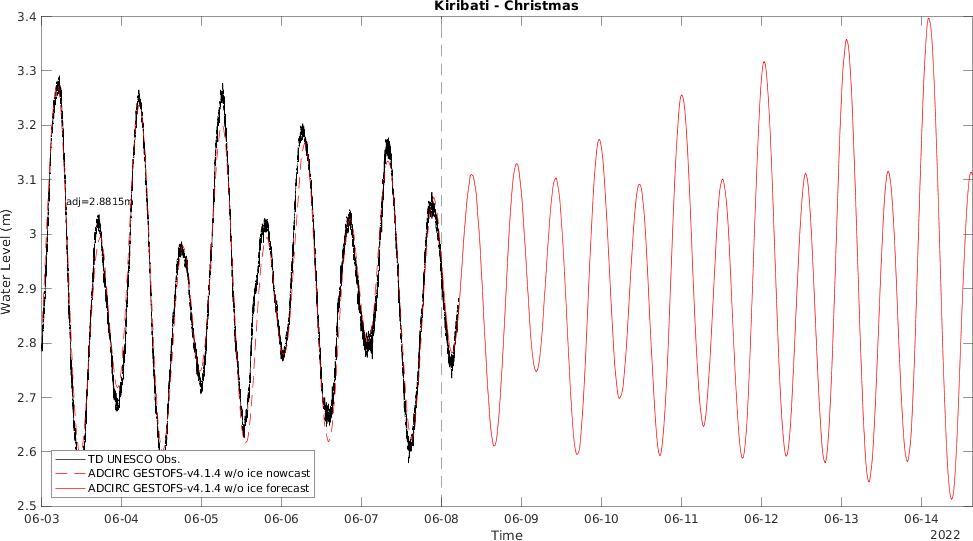 Kiribati - Christmas
3.4
3.3
3.2
3.1
3
2.9
2.8
2.7
2.6
2.5
Water Level (m)
adj=2.8815m
TD UNESCO Obs.
ADCIRC GESTOFS-v4.1.4 w/o ice nowcast
ADCIRC GESTOFS-v4.1.4 w/o ice forecast
06-03 06-04 06-05 06-06 06-07 06-08 06-09 06-10 06-11 06-12 06-13 06-14
Time
2022